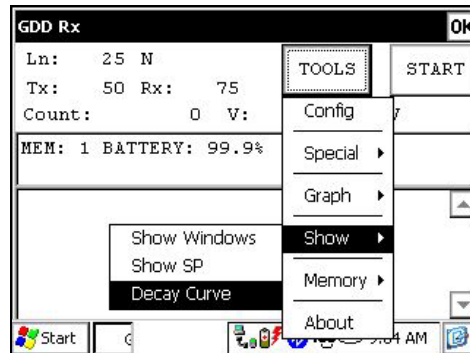 GDD Rx OK
Ln: 25 N
TOOLS START
Tx: 50 Rx: 75
Count: 0 V:
MEM: 1 BATTERY: 99.9%
Config
Special
Graph
Show
Memory
About
Show Windows
Show SP
Decay Curve
Start AM